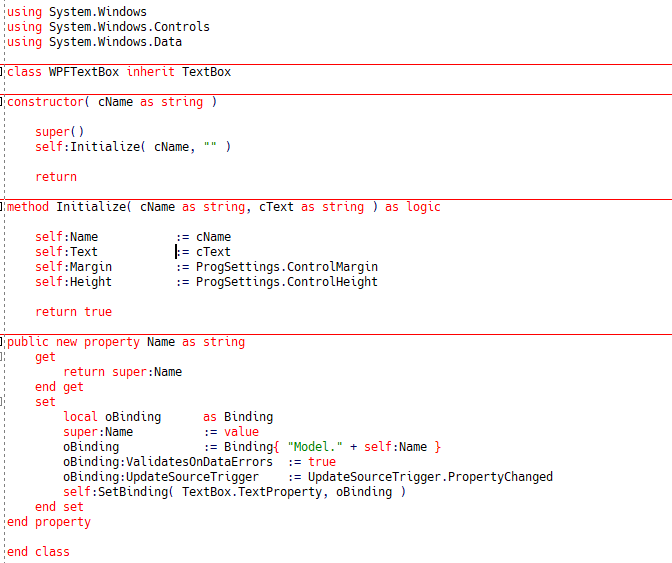 using System.Windows
using System.Windows.Controls
using System.Windows.Data
class WPFTextBox inherit TextBox
constructor( cName as string )
super()
self:Initialize( cName, "" )
return
method Initialize( cName as string, cText as string ) as logic
self:Name := cName
self:Text := cText
self:Margin := ProgSettings.ControlMargin
self:Height := ProgSettings.ControlHeight
return true
public new property Name as string
get
return super:Name
end get
set
local oBinding as Binding
super:Name := value
oBinding := Binding{ "Model." + self:Name }
oBinding:ValidatesOnDataErrors := true
oBinding:UpdateSourceTrigger := UpdateSourceTrigger.PropertyChanged
self:SetBinding( TextBox.TextProperty, oBinding )
end set
end property
end class